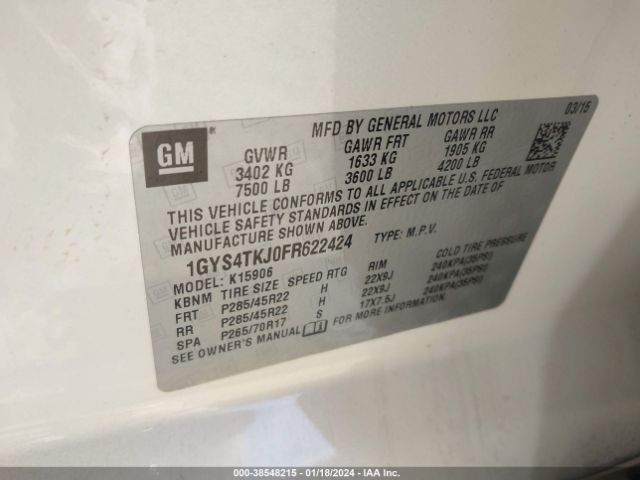 MFD BY GENERAL MOTORS LLC 03/15
GM GVWR GAWR FRT GAWR RR
3402 KG 1633 KG 1905 KG
7500 LB 3600 LB 4200 LB
THIS VEHICLE CONFORMS TO ALL APPLICABLE U.S. FEDERAL MOTOR
VEHICLE SAFETY STANDARDS IN EFFECT ON THE DATE OF
MANUFACTURE SHOWN ABOVE.
1GYS4TKJ0FR622424 TYPE: M.P.V.
MODEL: K15906
KBNM TIRE SIZE SPEED RTG RIM COLD TIRE PRESSURE
FRT P285/45R22 H 22X9J 240KPA(35PSI)
RR P285/45R22 H 22X9J 240KPA(35PSI)
SPA P265/70R17 S 17X7.5J 240KPA(35PSI)
SEE OWNER'S MANUAL FOR MORE INFORMATION.
000-38548215 - 01/18/2024 - IAA Inc.